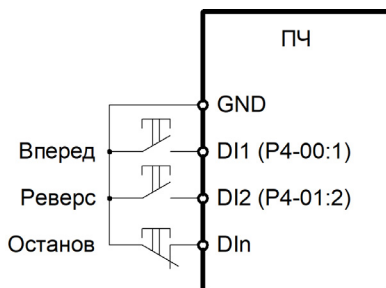 ПЧ
GND
Вперед DI1 (P4-00:1)
Реверс DI2 (P4-01:2)
Останов DIn